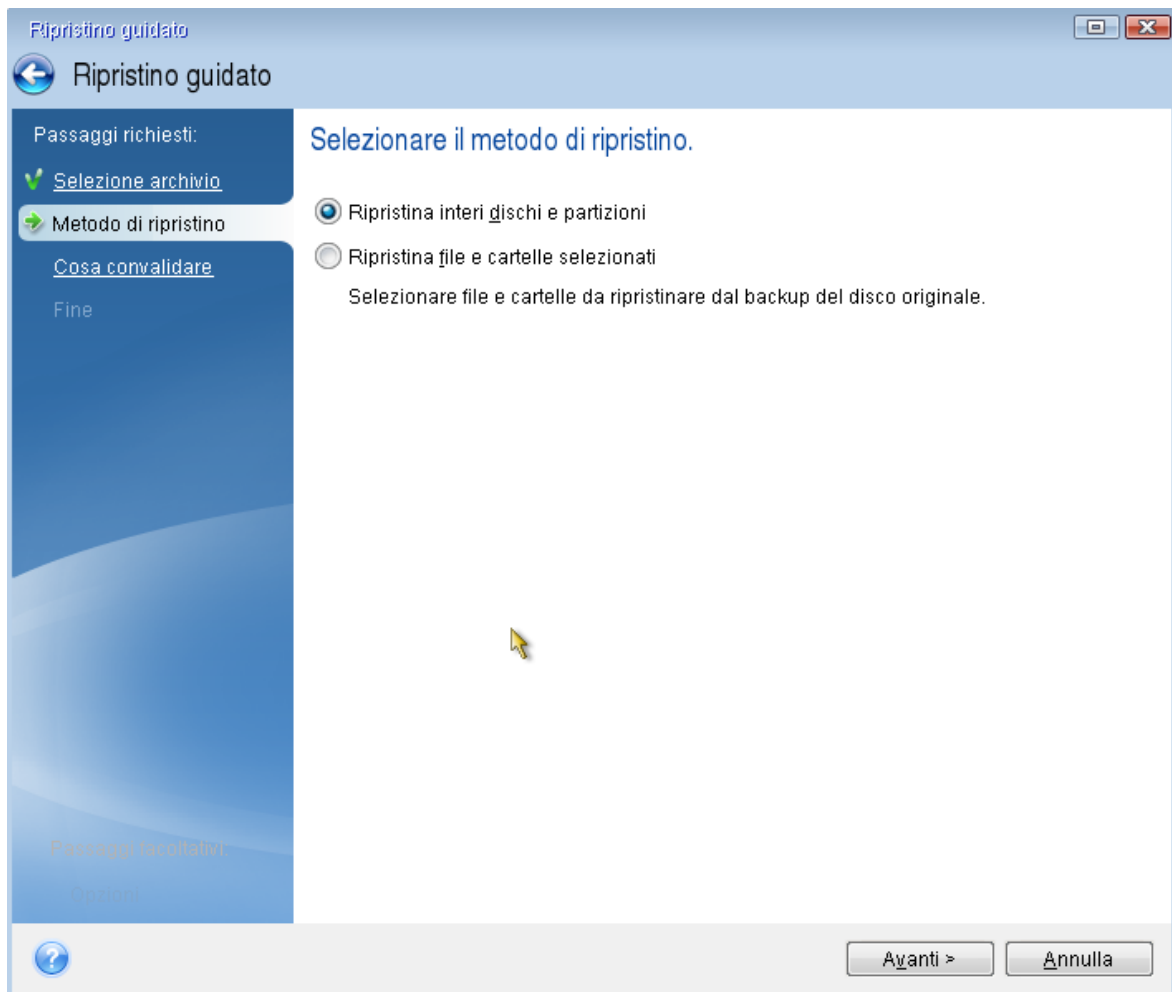 Ripristino guidato
Ripristino guidato
Passaggi richiesti:
Selezione archivio
Metodo di ripristino
Cosa convalidare
Fine
Selezionare il metodo di ripristino.
Ripristina interi dischi e partizioni
Ripristina file e cartelle selezionati
Selezionare file e cartelle da ripristinare dal backup del disco originale.
Passaggi facoltativi:
Opzioni
?
Avanti >
Annulla